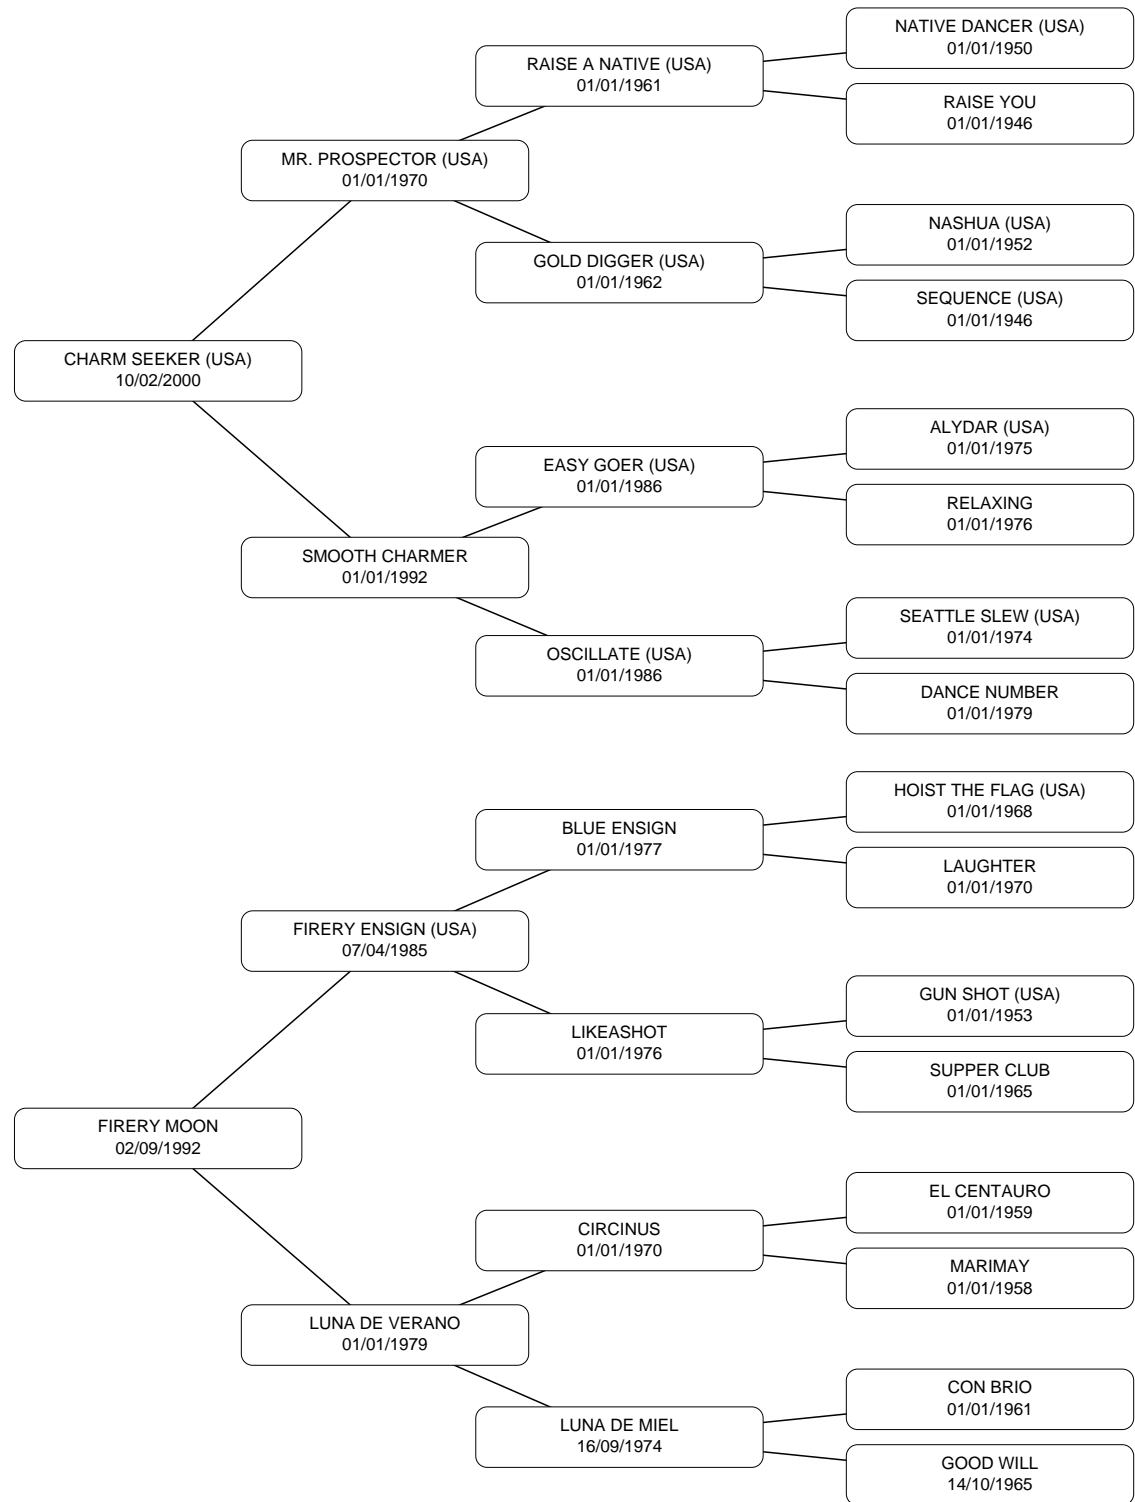 NATIVE DANCER (USA)
01/01/1950
RAISE A NATIVE (USA)
01/01/1961
RAISE YOU
01/01/1946
MR. PROSPECTOR (USA)
01/01/1970
NASHUA (USA)
01/01/1952
GOLD DIGGER (USA)
01/01/1962
SEQUENCE (USA)
01/01/1946
CHARM SEEKER (USA)
10/02/2000
ALYDAR (USA)
01/01/1975
EASY GOER (USA)
01/01/1986
RELAXING
01/01/1976
SMOOTH CHARMER
01/01/1992
SEATTLE SLEW (USA)
01/01/1974
OSCILLATE (USA)
01/01/1986
DANCE NUMBER
01/01/1979
HOIST THE FLAG (USA)
01/01/1968
BLUE ENSIGN
01/01/1977
LAUGHTER
01/01/1970
FIRERY ENSIGN (USA)
07/04/1985
GUN SHOT (USA)
01/01/1953
LIKEASHOT
01/01/1976
SUPPER CLUB
01/01/1965
FIRERY MOON
02/09/1992
EL CENTAURO
01/01/1959
CIRCINUS
01/01/1970
MARIMAY
01/01/1958
LUNA DE VERANO
01/01/1979
CON BRIO
01/01/1961
LUNA DE MIEL
16/09/1974
GOOD WILL
14/10/1965